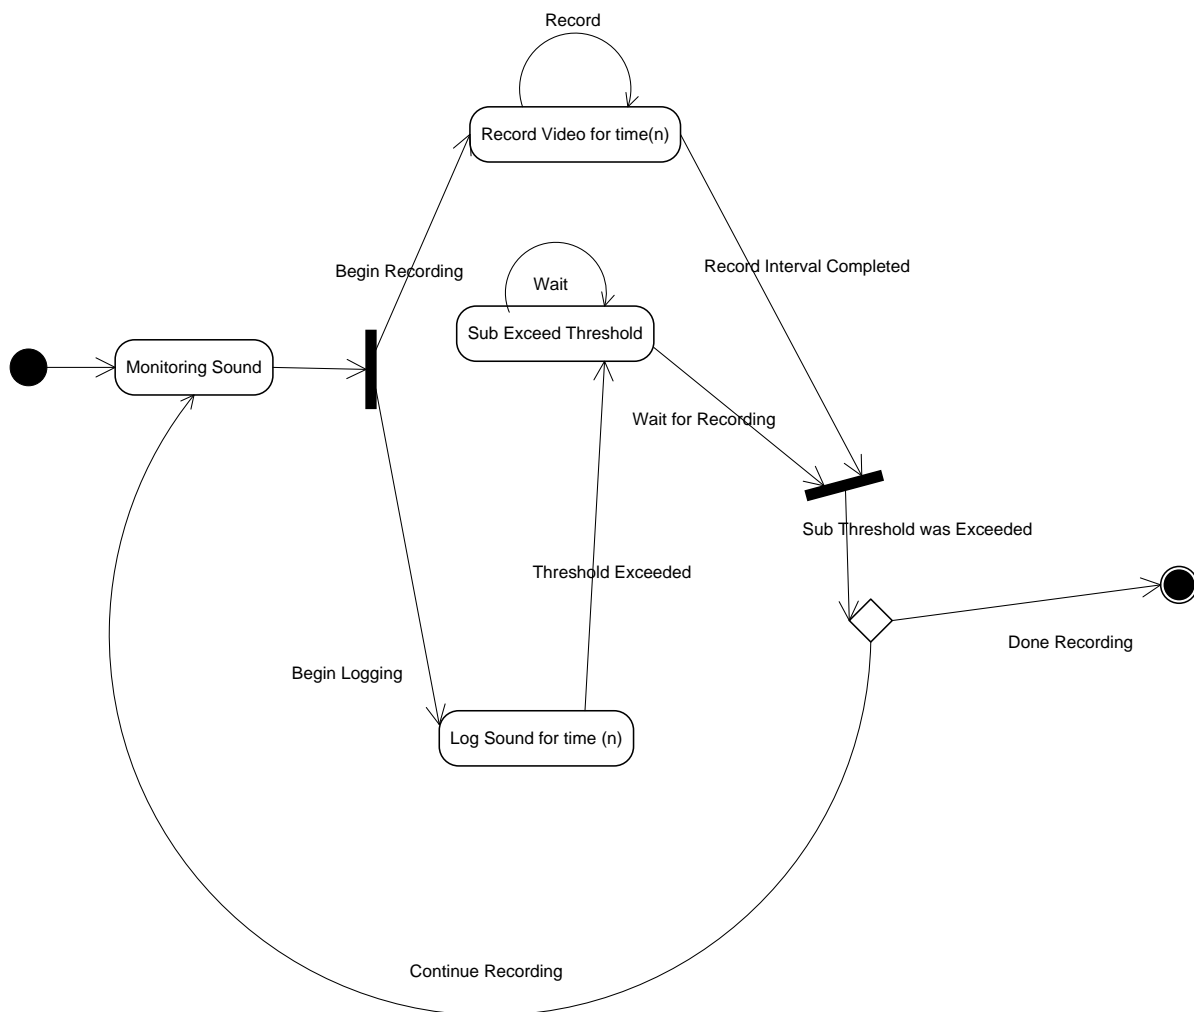 Record
Record Video for time(n)
Begin Recording
Record Interval Completed
Wait
Sub Exceed Threshold
Monitoring Sound
Wait for Recording
Sub Threshold was Exceeded
Threshold Exceeded
Done Recording
Begin Logging
Log Sound for time (n)
Continue Recording